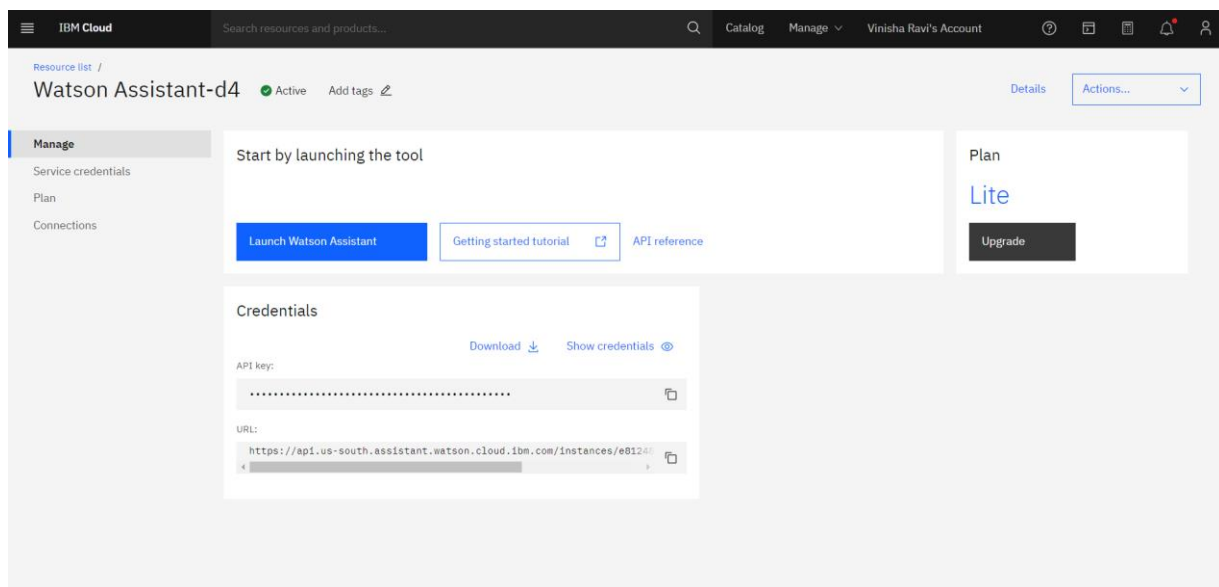 IBM Cloud
Search resources and products...
Catalog
Manage
Vinisha Ravi's Account
Resource list /
Watson Assistant-d4
Active
Add tags
Details
Actions...
Manage
Service credentials
Plan
Connections
Start by launching the tool
Launch Watson Assistant
Getting started tutorial
API reference
Plan
Lite
Upgrade
Credentials
Download
Show credentials
API key:
URL:
https://api.us-south.assistant.watson.cloud.ibm.com/instances/e8124